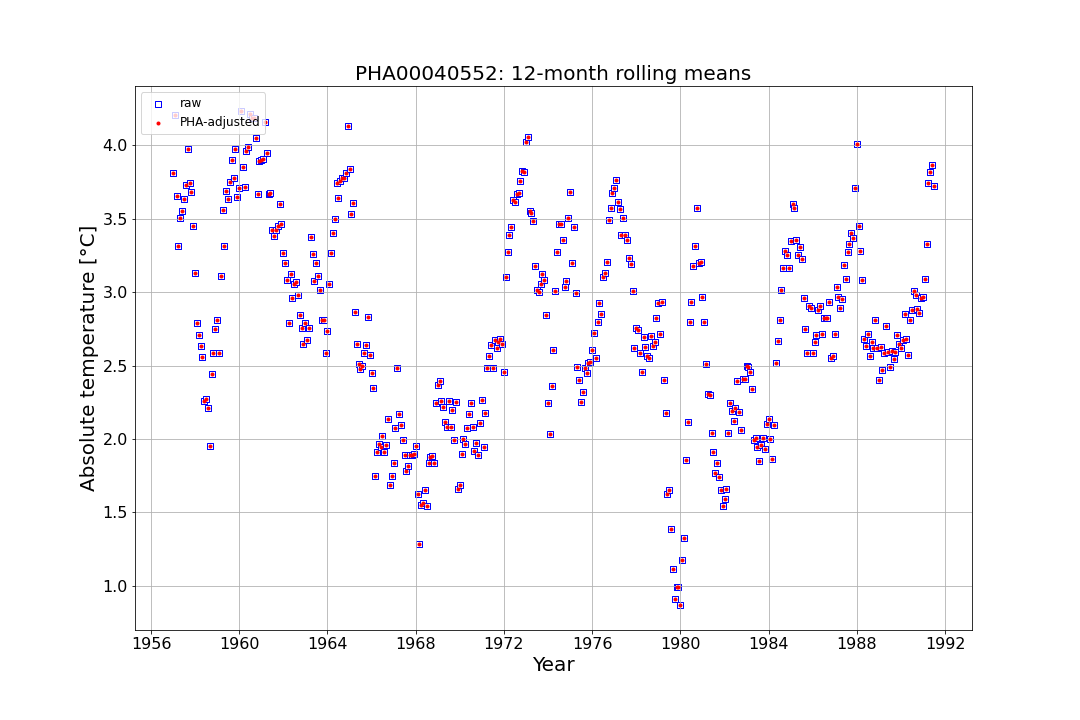 PHA00040552: 12-month rolling means
raw
PHA-adjusted
Absolute temperature [°C]
4.0
3.5
3.0
2.5
2.0
1.5
1.0
1956 1960 1964 1968 1972 1976 1980 1984 1988 1992
Year